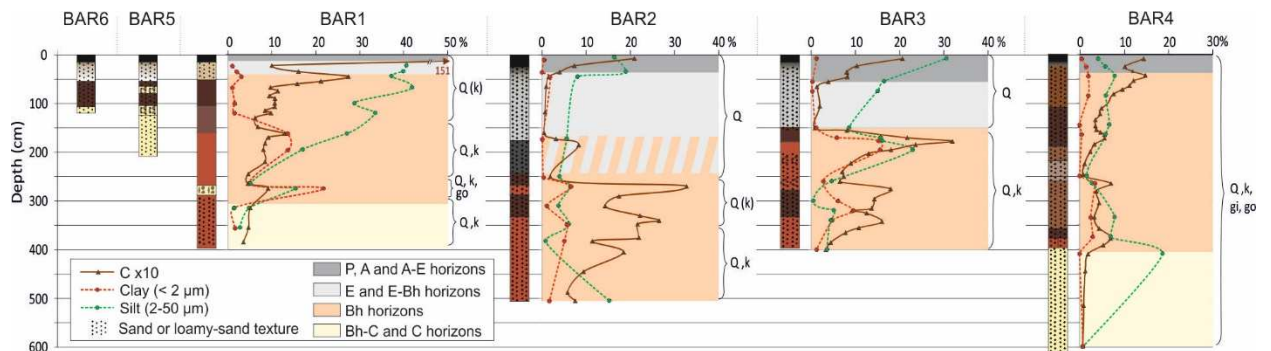 BAR6 BAR5 BAR1 BAR2 BAR3 BAR4
0 10 20 30 40 50 %
0 10 20 30 40 %
0 10 20 30 40 %
0 10 20 30%
151
Depth (cm)
0
100
200
300
400
500
600
Q (k)
Q ,k
Q, k,
go
Q ,k
Q
Q(k)
Q, k
Q
Q, k
Q, k,
gi, go
C x10
Clay (< 2 µm)
Silt (2-50 µm)
Sand or loamy-sand texture
P, A and A-E horizons
E and E-Bh horizons
Bh horizons
Bh-C and C horizons